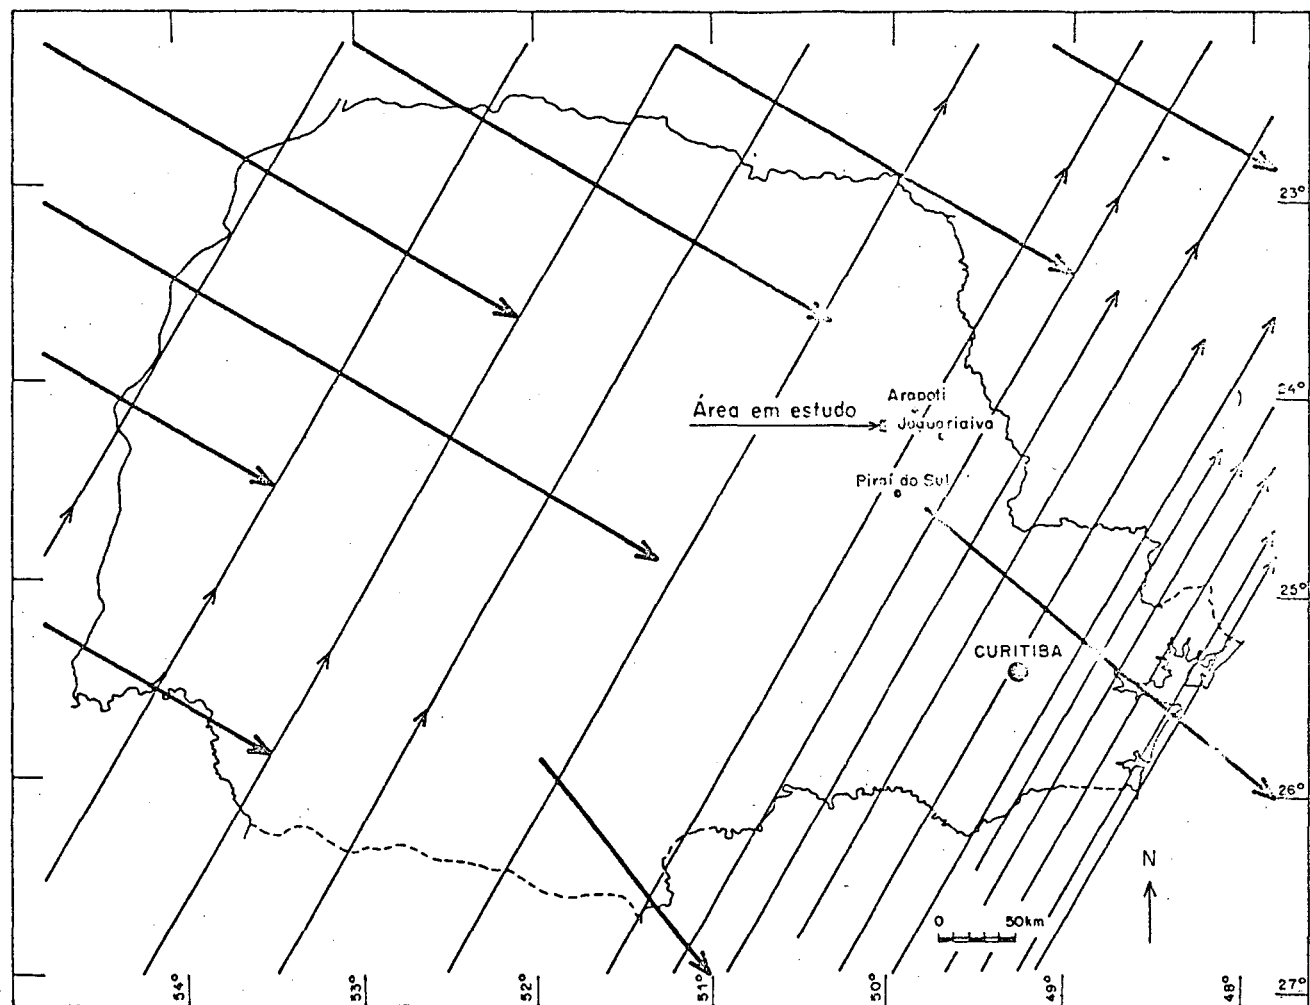 23°
Arapoti
24°
Área em estudo
Jaguariaíva
Piraí do Sul
25°
CURITIBA
26°
N
0 50km
54°
53°
52°
51°
50°
49°
48°
27°